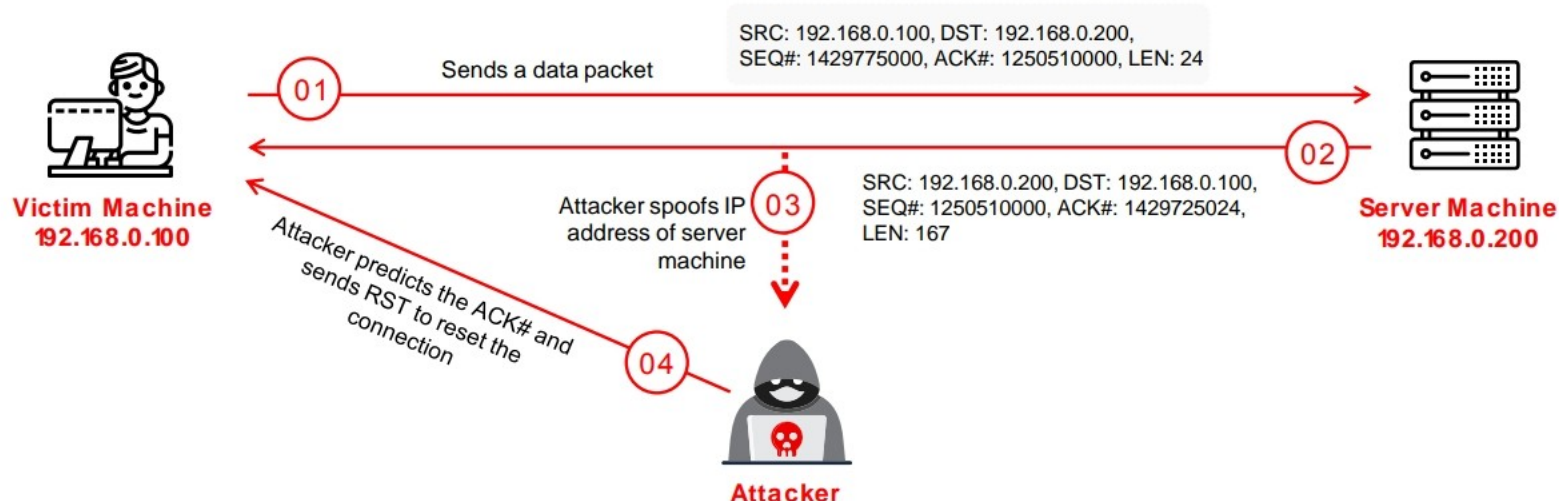 SRC: 192.168.0.100, DST: 192.168.0.200,
SEQ#: 1429775000, ACK#: 1250510000, LEN: 24
Sends a data packet
01
02
Victim Machine
192.168.0.100
Server Machine
192.168.0.200
SRC: 192.168.0.200, DST: 192.168.0.100,
SEQ#: 1250510000, ACK#: 1429725024,
LEN: 167
Attacker spoofs IP
address of server
machine
03
Attacker predicts the ACK# and
sends RST to reset the
connection
04
Attacker